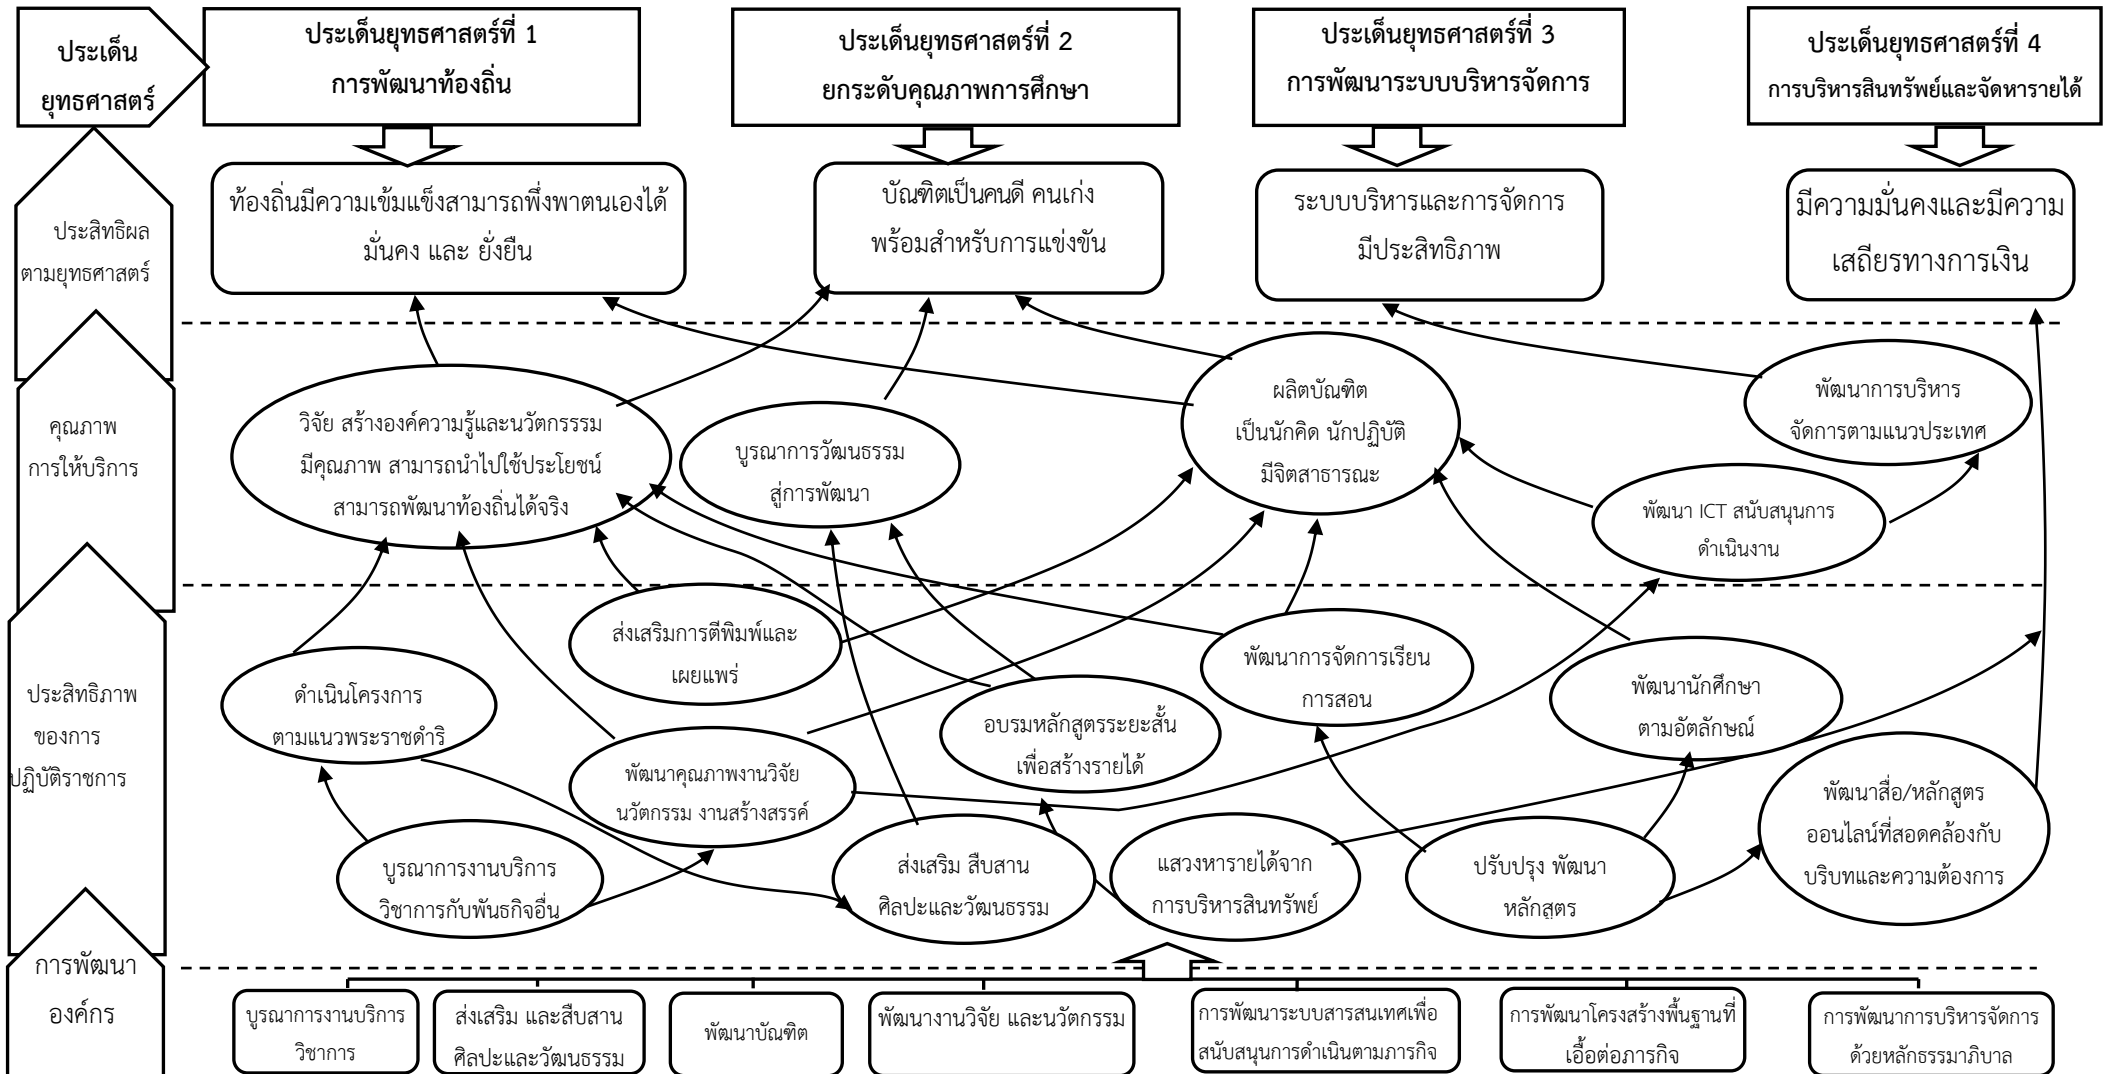 ประเด็น
ยุทธศาสตร์
ประเด็นยุทธศาสตร์ที่ 1
การพัฒนาท้องถิ่น
ประเด็นยุทธศาสตร์ที่ 2
ยกระดับคุณภาพการศึกษา
ประเด็นยุทธศาสตร์ที่ 3
การพัฒนาระบบบริหารจัดการ
ประเด็นยุทธศาสตร์ที่ 4
การบริหารสินทรัพย์และจัดหารายได้
ประสิทธิผล
ตามยุทธศาสตร์
ท้องถิ่นมีความเข้มแข็งสามารถพึ่งพาตนเองได้
มั่นคง และ ยั่งยืน
บัณฑิตเป็นคนดี คนเก่ง
พร้อมสำหรับการแข่งขัน
ระบบบริหารและการจัดการ
มีประสิทธิภาพ
มีความมั่นคงและมีความ
เสถียรทางการเงิน
คุณภาพ
การให้บริการ
วิจัย สร้างองค์ความรู้และนวัตกรรรม
มีคุณภาพ สามารถนำไปใช้ประโยชน์
สามารถพัฒนาท้องถิ่นได้จริง
บูรณาการวัฒนธรรม
สู่การพัฒนา
ผลิตบัณฑิต
เป็นนักคิด นักปฏิบัติ
มีจิตสาธารณะ
พัฒนาการบริหาร
จัดการตามแนวประเทศ
พัฒนา ICT สนับสนุนการ
ดำเนินงาน
ประสิทธิภาพ
ของการ
ปฏิบัติราชการ
ส่งเสริมการตีพิมพ์และ
เผยแพร่
พัฒนาการจัดการเรียน
การสอน
ดำเนินโครงการ
ตามแนวพระราชดำริ
อบรมหลักสูตรระยะสั้น
เพื่อสร้างรายได้
พัฒนานักศึกษา
ตามอัตลักษณ์
พัฒนาคุณภาพงานวิจัย
นวัตกรรม งานสร้างสรรค์
พัฒนาสื่อ/หลักสูตร
ออนไลน์ที่สอดคล้องกับ
บริบทและความต้องการ
บูรณาการงานบริการ
วิชาการกับพันธกิจอื่น
ส่งเสริม สืบสาน
ศิลปะและวัฒนธรรม
แสวงหารายได้จาก
การบริหารสินทรัพย์
ปรับปรุง พัฒนา
หลักสูตร
การพัฒนา
องค์กร
บูรณาการงานบริการ
วิชาการ
ส่งเสริม และสืบสาน
ศิลปะและวัฒนธรรม
พัฒนาบัณฑิต
พัฒนางานวิจัย และนวัตกรรม
การพัฒนาระบบสารสนเทศเพื่อ
สนับสนุนการดำเนินตามภารกิจ
การพัฒนาโครงสร้างพื้นฐานที่
เอื้อต่อภารกิจ
การพัฒนาการบริหารจัดการ
ด้วยหลักธรรมาภิบาล